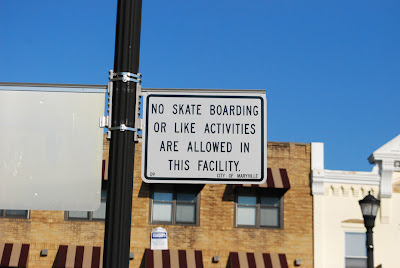 NO SKATE BOARDING
OR LIKE ACTIVITIES
ARE ALLOWED IN
THIS FACILITY.
CITY OF MARYVILLE